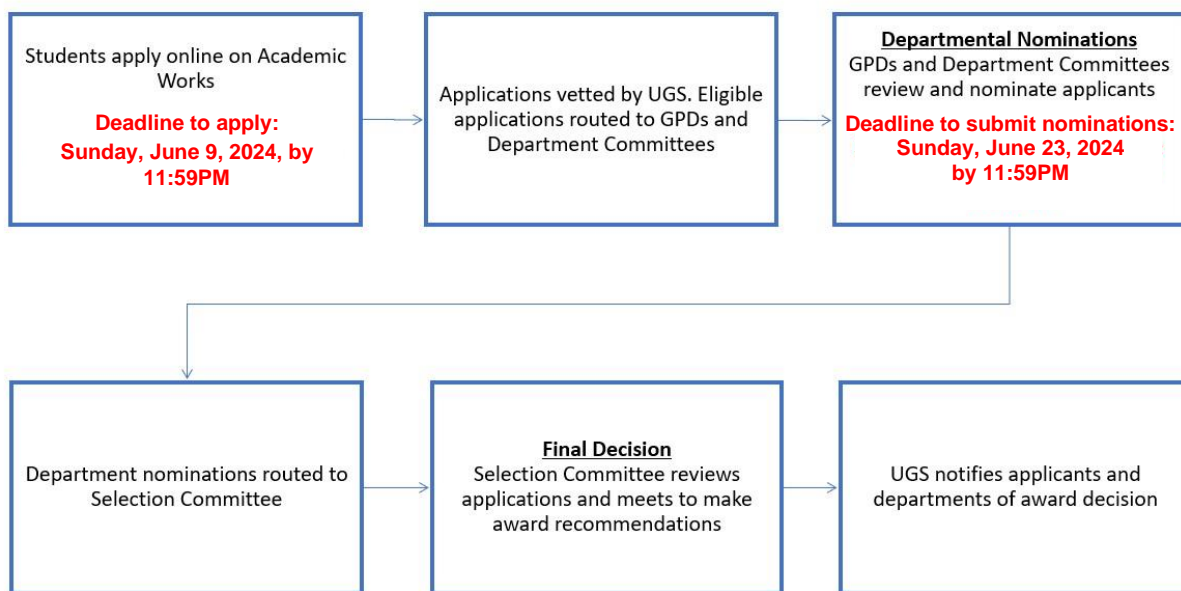 Students apply online on Academic
Works
Deadline to apply:
Sunday, June 9, 2024, by
11:59PM
Applications vetted by UGS. Eligible
applications routed to GPDs and
Department Committees
Departmental Nominations
GPDs and Department Committees
review and nominate applicants
Deadline to submit nominations:
Sunday, June 23, 2024
by 11:59PM
Department nominations routed to
Selection Committee
Final Decision
Selection Committee reviews
applications and meets to make
award recommendations
UGS notifies applicants and
departments of award decision